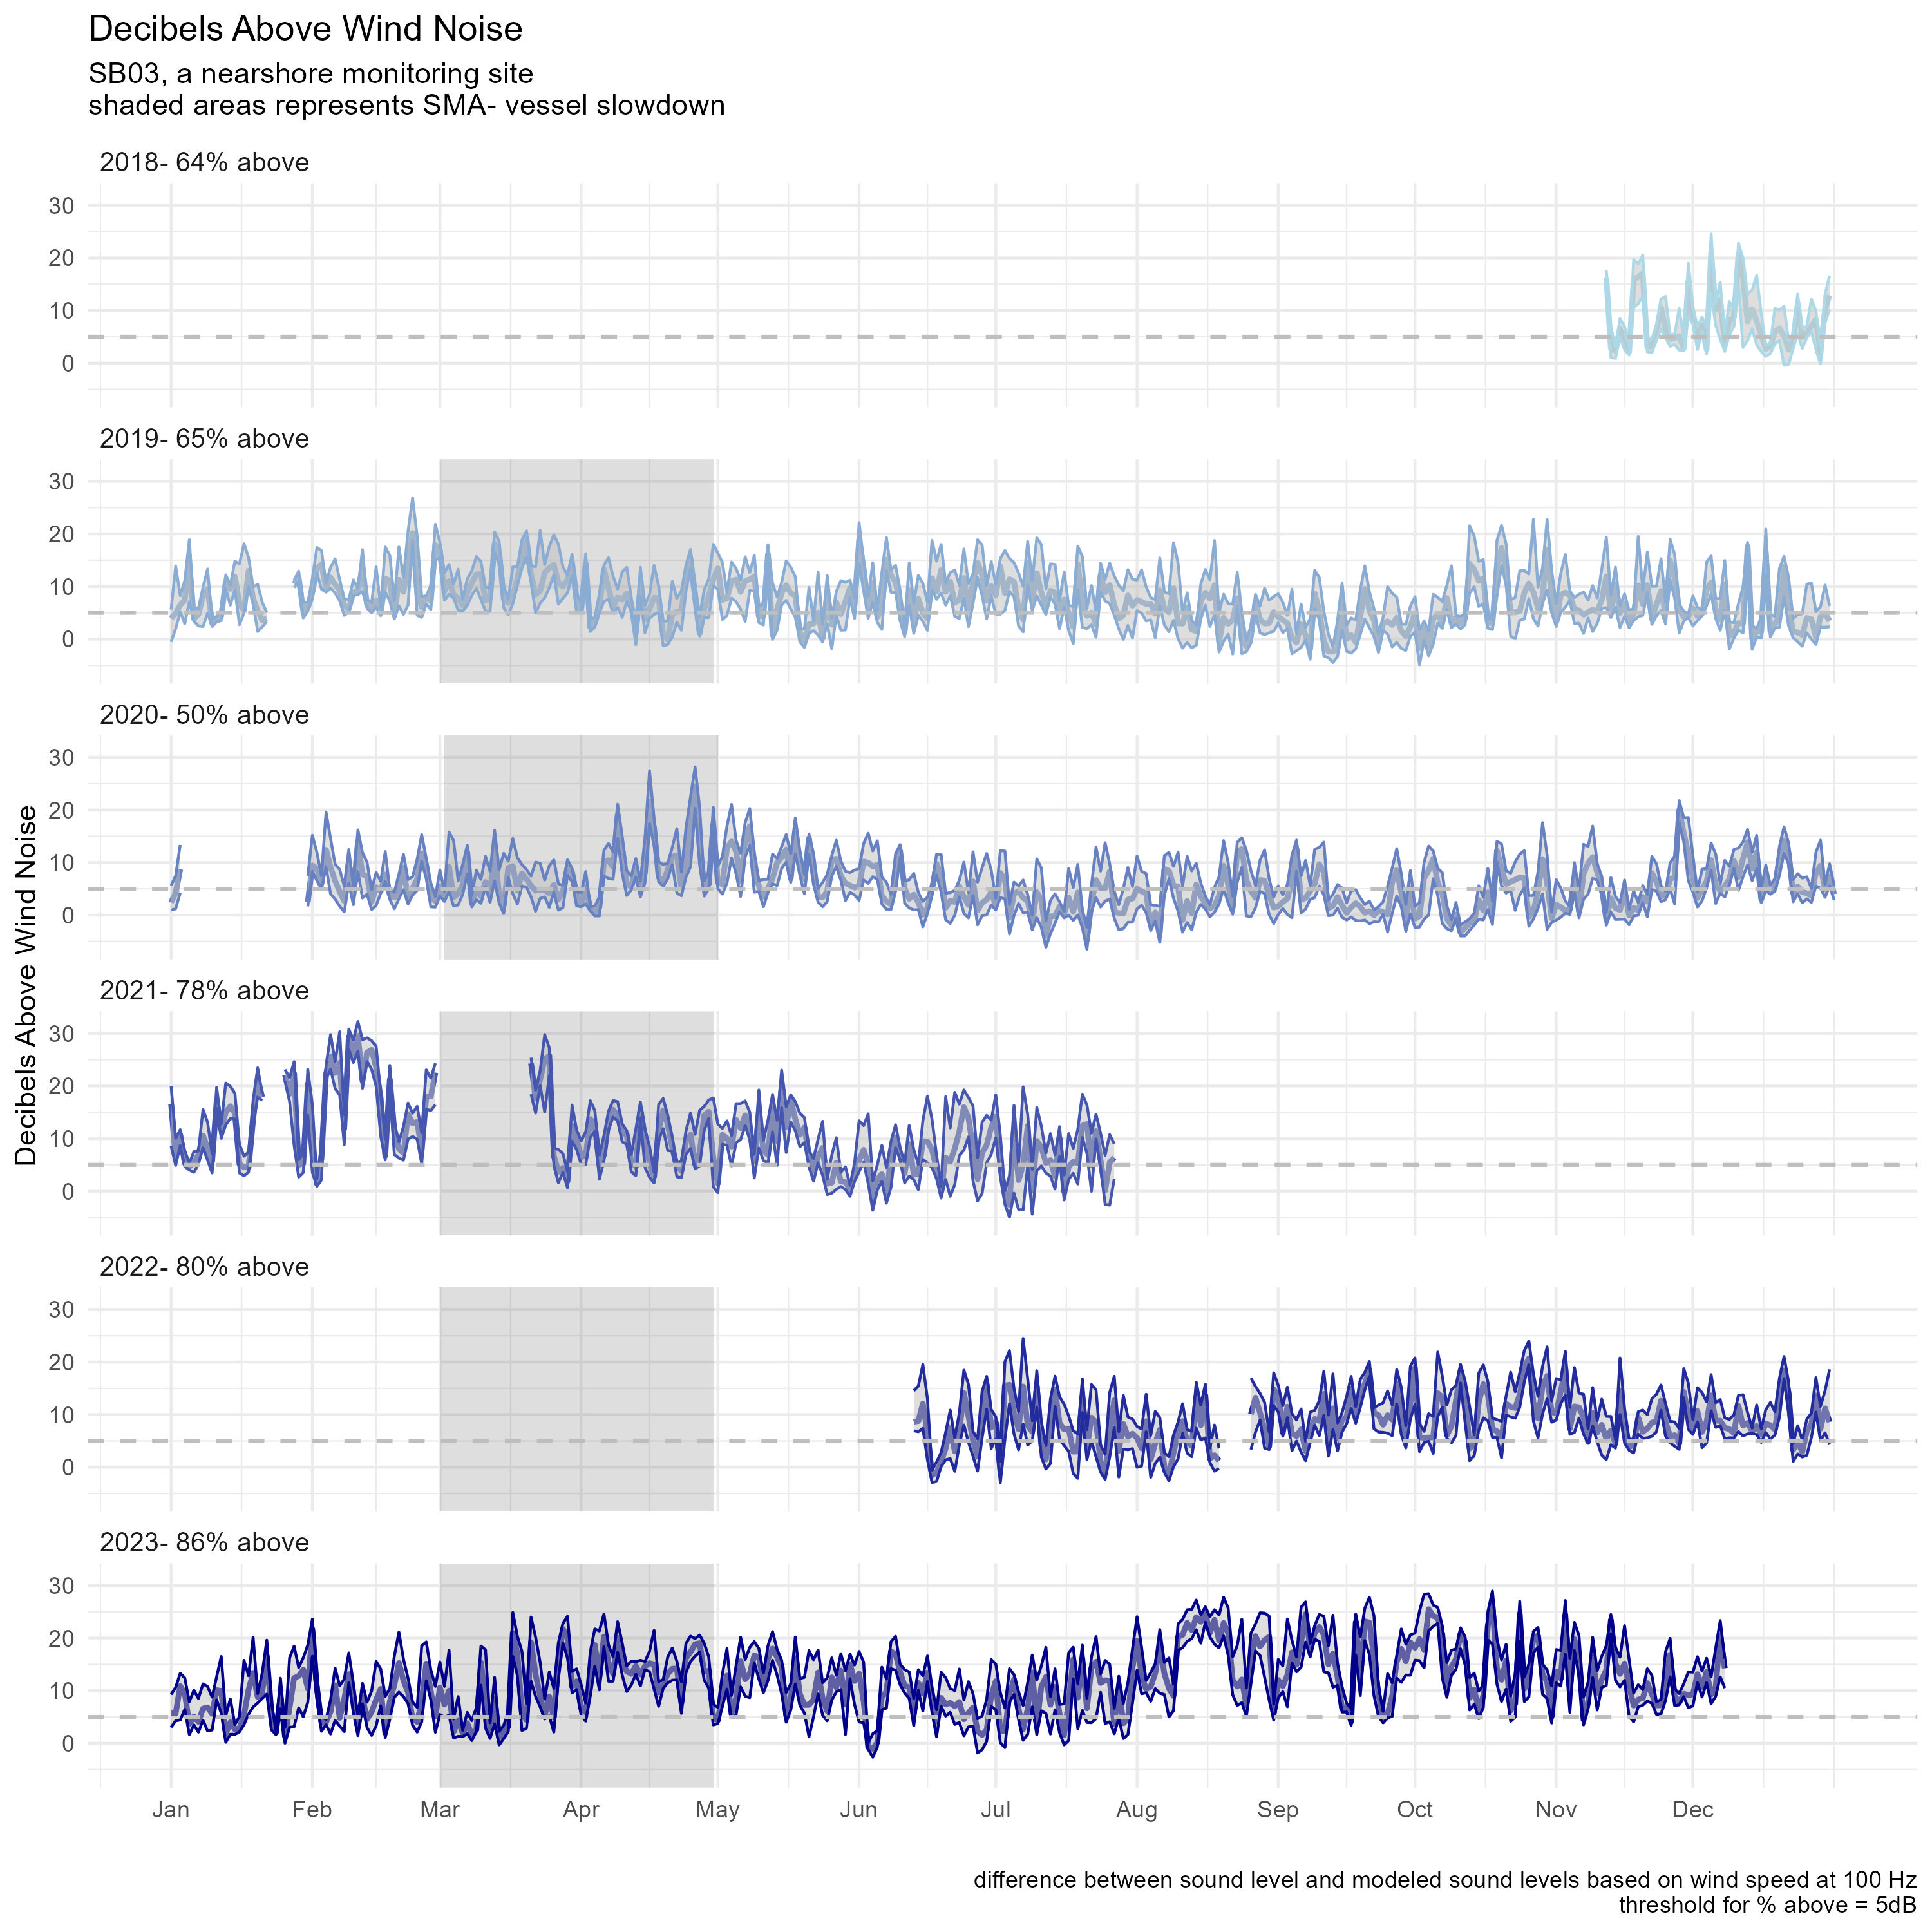 Decibels Above Wind Noise
SB03, a nearshore monitoring site
shaded areas represents SMA- vessel slowdown
Decibels Above Wind Noise
2018- 64% above
30
20
10
0
2019- 65% above
30
20
10
0
2020- 50% above
30
20
10
0
2021- 78% above
30
20
10
0
2022- 80% above
30
20
10
0
2023- 86% above
30
20
10
0
Jan Feb Mar Apr May Jun Jul Aug Sep Oct Nov Dec
difference between sound level and modeled sound levels based on wind speed at 100 Hz
threshold for % above = 5dB